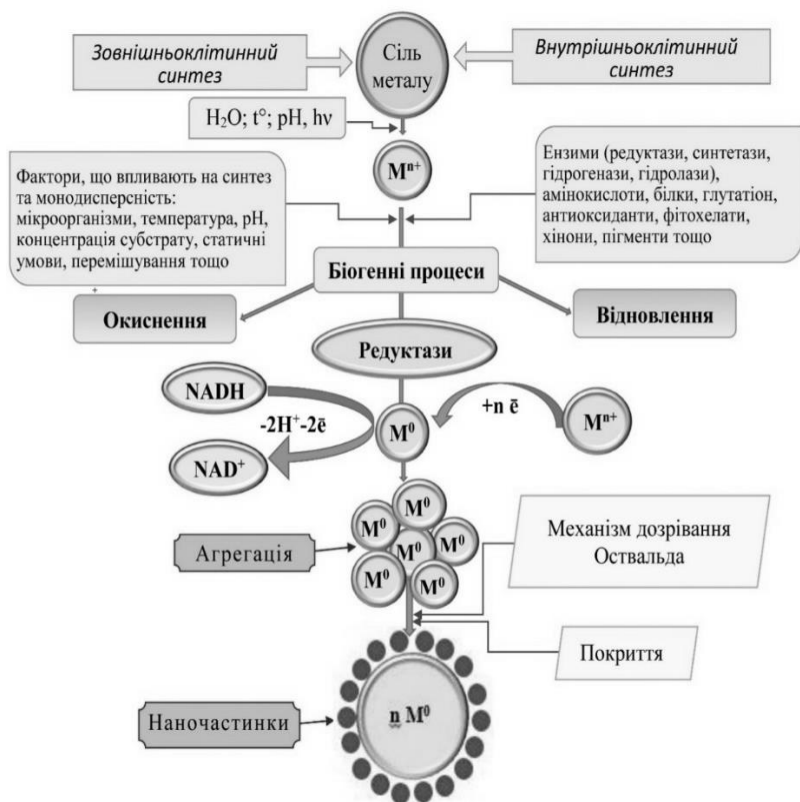 Зовнішньоклітинний
синтез
Сіль
металу
Внутрішньоклітинний
синтез
H₂O; t°; pH, hν
Mⁿ⁺
Фактори, що впливають на синтез
та монодисперсність:
мікроорганізми, температура, pH,
концентрація субстрату, статичні
умови, перемішування тощо
Ензими (редуктази, синтетази,
гідрогенази, гідролази),
амінокислоти, білки, глутатіон,
антиоксиданти, фітохелати,
хінони, пігменти тощо
Біогенні процеси
Окиснення
Відновлення
Редуктази
NADH
-2H⁺-2ē
NAD⁺
M⁰
+n ē
Mⁿ⁺
M⁰
M⁰
M⁰
M⁰
M⁰
M⁰
M⁰
Агрегація
Механізм дозрівання
Оствальда
Покриття
Наночастинки
n M⁰